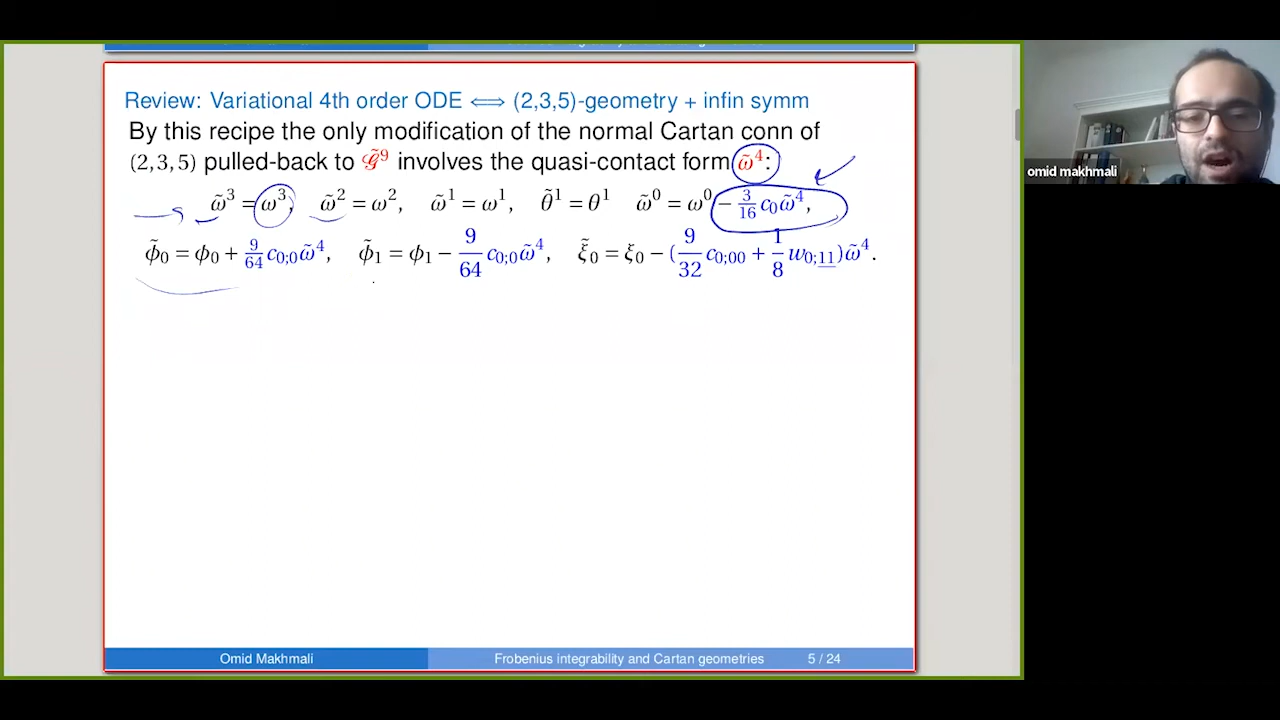 Review: Variational 4th order ODE ⟺ (2,3,5)-geometry + infin symm
By this recipe the only modification of the normal Cartan conn of
(2,3,5) pulled-back to 𝒢̃⁹ involves the quasi-contact form ω̃⁴:
ω̃³ = ω³, ω̃² = ω², ω̃¹ = ω¹, θ̃¹ = θ¹ ω̃⁰ = ω⁰ − 3/16 c₀ω̃⁴,
ϕ̃₀ = ϕ₀ + 9/64 c₀;₀ω̃⁴, ϕ̃₁ = ϕ₁ − 9/64 c₀;₀ω̃⁴, ξ̃₀ = ξ₀ − (9/32 c₀;₀₀ + 1/8 w₀;₁₁)ω̃⁴.
omid makhmali
Omid Makhmali
Frobenius integrability and Cartan geometries 5 / 24